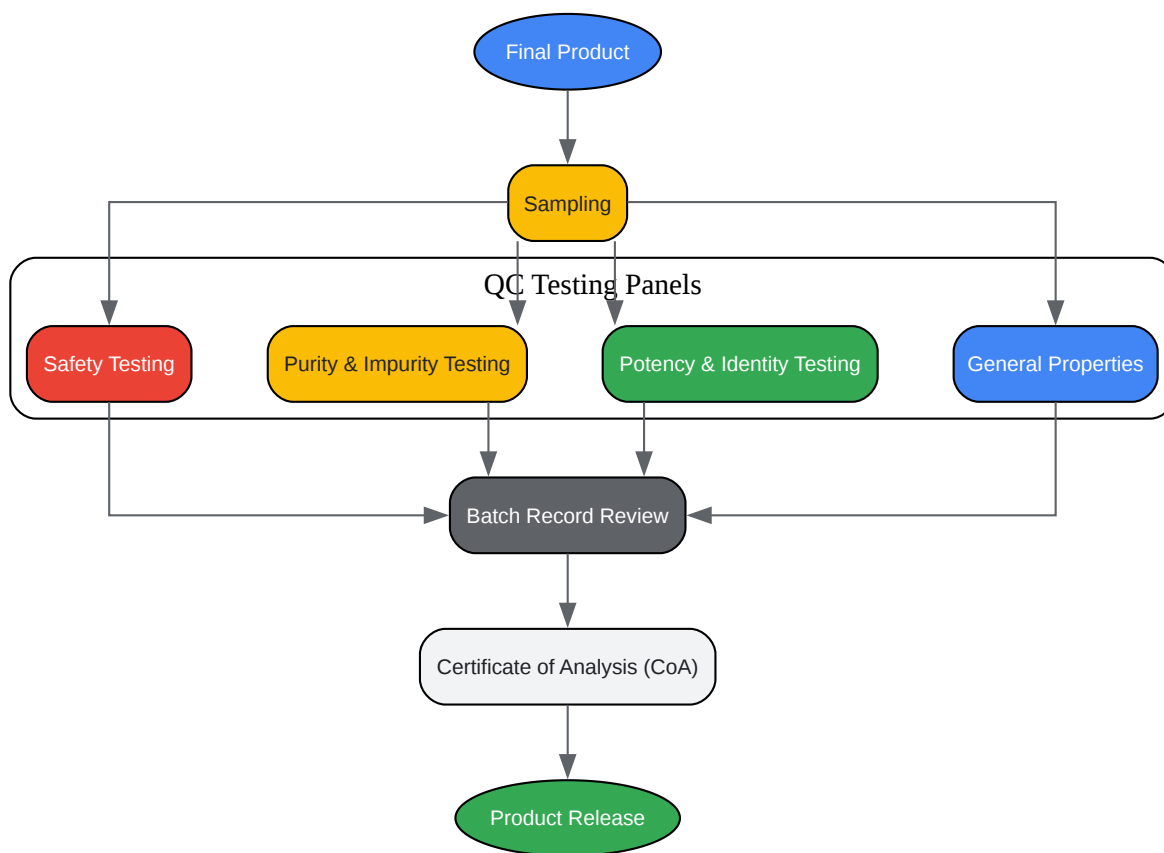 Final Product
Sampling
QC Testing Panels
Safety Testing
Purity & Impurity Testing
Potency & Identity Testing
General Properties
Batch Record Review
Certificate of Analysis (CoA)
Product Release